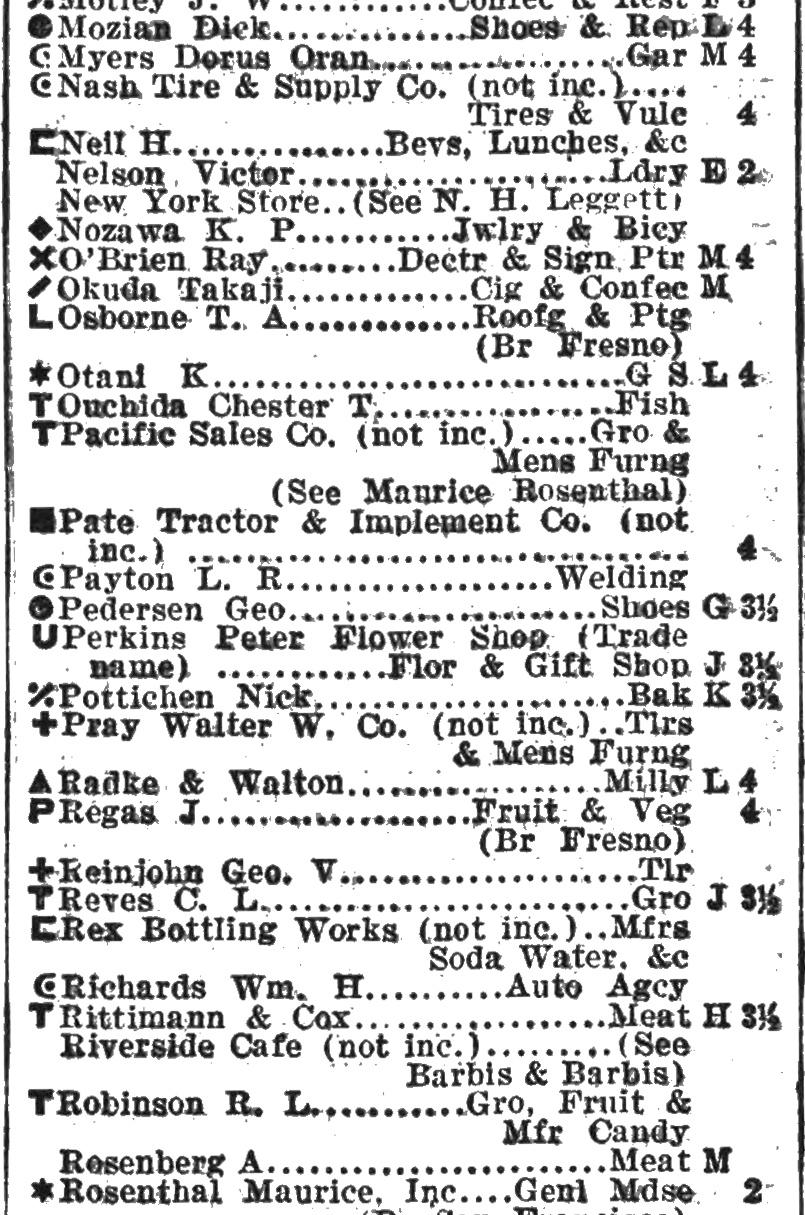 Motley J. W............Confec & Rest F 3
Mozian Dick...............Shoes & Rep L 4
Myers Dorus Oran...................Gar M 4
Nash Tire & Supply Co. (not inc.).....
Tires & Vulc 4
Neil H...............Bevs, Lunches, &c
Nelson Victor......................Ldry E 2
New York Store..(See N. H. Leggett)
Nozawa K. P...........Jwlry & Bicy
O'Brien Ray.........Dectr & Sign Ptr M 4
Okuda Takaji.............Cig & Confec M
Osborne T. A.............Roofg & Ptg
(Br Fresno)
Otani K.............................G S L 4
Ouchida Chester T.................Fish
Pacific Sales Co. (not inc.).....Gro &
Mens Furng
(See Maurice Rosenthal)
Pate Tractor & Implement Co. (not
inc.) .................................... 4
Payton L. R...................Welding
Pedersen Geo......................Shoes G 3½
Perkins Peter Flower Shop (Trade
name) ............Flor & Gift Shop J 3½
Pottichen Nick......................Bak K 3½
Pray Walter W. Co. (not inc.)..Tlrs
& Mens Furng
Radke & Walton..................Milly L 4
Regas J...................Fruit & Veg 4
(Br Fresno)
Reinjohn Geo. V.....................Tlr
Reves C. L..........................Gro J 3½
Rex Bottling Works (not inc.)..Mfrs
Soda Water, &c
Richards Wm. H..........Auto Agcy
Rittimann & Cox..................Meat H 3½
Riverside Cafe (not inc.).........(See
Barbis & Barbis)
Robinson R. L...........Gro, Fruit &
Mfr Candy
Rosenberg A........................Meat M
Rosenthal Maurice, Inc....Genl Mdse 2
(Br San Francisco)